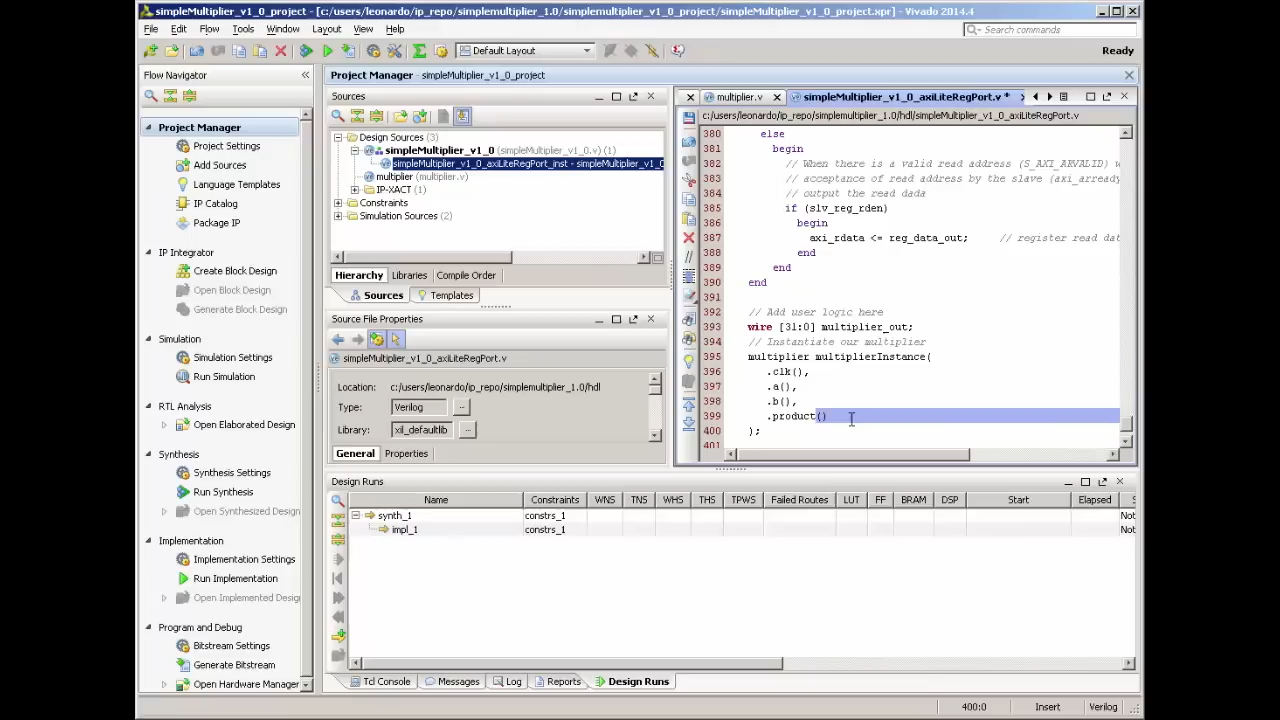 simpleMultiplier_v1_0_project - [c:/users/leonardo/ip_repo/simplemultiplier_1.0/simplemultiplier_v1_0_project/simpleMultiplier_v1_0_project.xpr] - Vivado 2014.4
File Edit Flow Tools Window Layout View Help
Search commands
Default Layout
Ready
Flow Navigator
Project Manager
Project Settings
Add Sources
Language Templates
IP Catalog
Package IP
IP Integrator
Create Block Design
Open Block Design
Generate Block Design
Simulation
Simulation Settings
Run Simulation
RTL Analysis
Open Elaborated Design
Synthesis
Synthesis Settings
Run Synthesis
Open Synthesized Design
Implementation
Implementation Settings
Run Implementation
Open Implemented Desig
Program and Debug
Bitstream Settings
Generate Bitstream
Open Hardware Manager
Project Manager - simpleMultiplier_v1_0_project
Sources
Design Sources (3)
simpleMultiplier_v1_0 (simpleMultiplier_v1_0.v) (1)
simpleMultiplier_v1_0_axiLiteRegPort_inst - simpleMultiplier_v1_0
multiplier (multiplier.v)
IP-XACT (1)
Constraints
Simulation Sources (2)
Hierarchy Libraries Compile Order
Sources Templates
Source File Properties
simpleMultiplier_v1_0_axiLiteRegPort.v
Location: c:/users/leonardo/ip_repo/simplemultiplier_1.0/hdl
Type: Verilog
Library: xil_defaultlib
General Properties
multiplier.v simpleMultiplier_v1_0_axiLiteRegPort.v *
c:/users/leonardo/ip_repo/simplemultiplier_1.0/hdl/simpleMultiplier_v1_0_axiLiteRegPort.v
380 else
381 begin
382 // When there is a valid read address (S_AXI_ARVALID) w
383 // acceptance of read address by the slave (axi_arready
384 // output the read dada
385 if (slv_reg_rden)
386 begin
387 axi_rdata <= reg_data_out; // register read dat
388 end
389 end
390 end
391
392 // Add user logic here
393 wire [31:0] multiplier_out;
394 // Instantiate our multiplier
395 multiplier multiplierInstance(
396 .clk(),
397 .a(),
398 .b(),
399 .product()
400 );
401
Design Runs
Name Constraints WNS TNS WHS THS TPWS Failed Routes LUT FF BRAM DSP Start Elapsed S
synth_1 constrs_1 Not
impl_1 constrs_1 Not
Tcl Console Messages Log Reports Design Runs
400:0 Insert Verilog